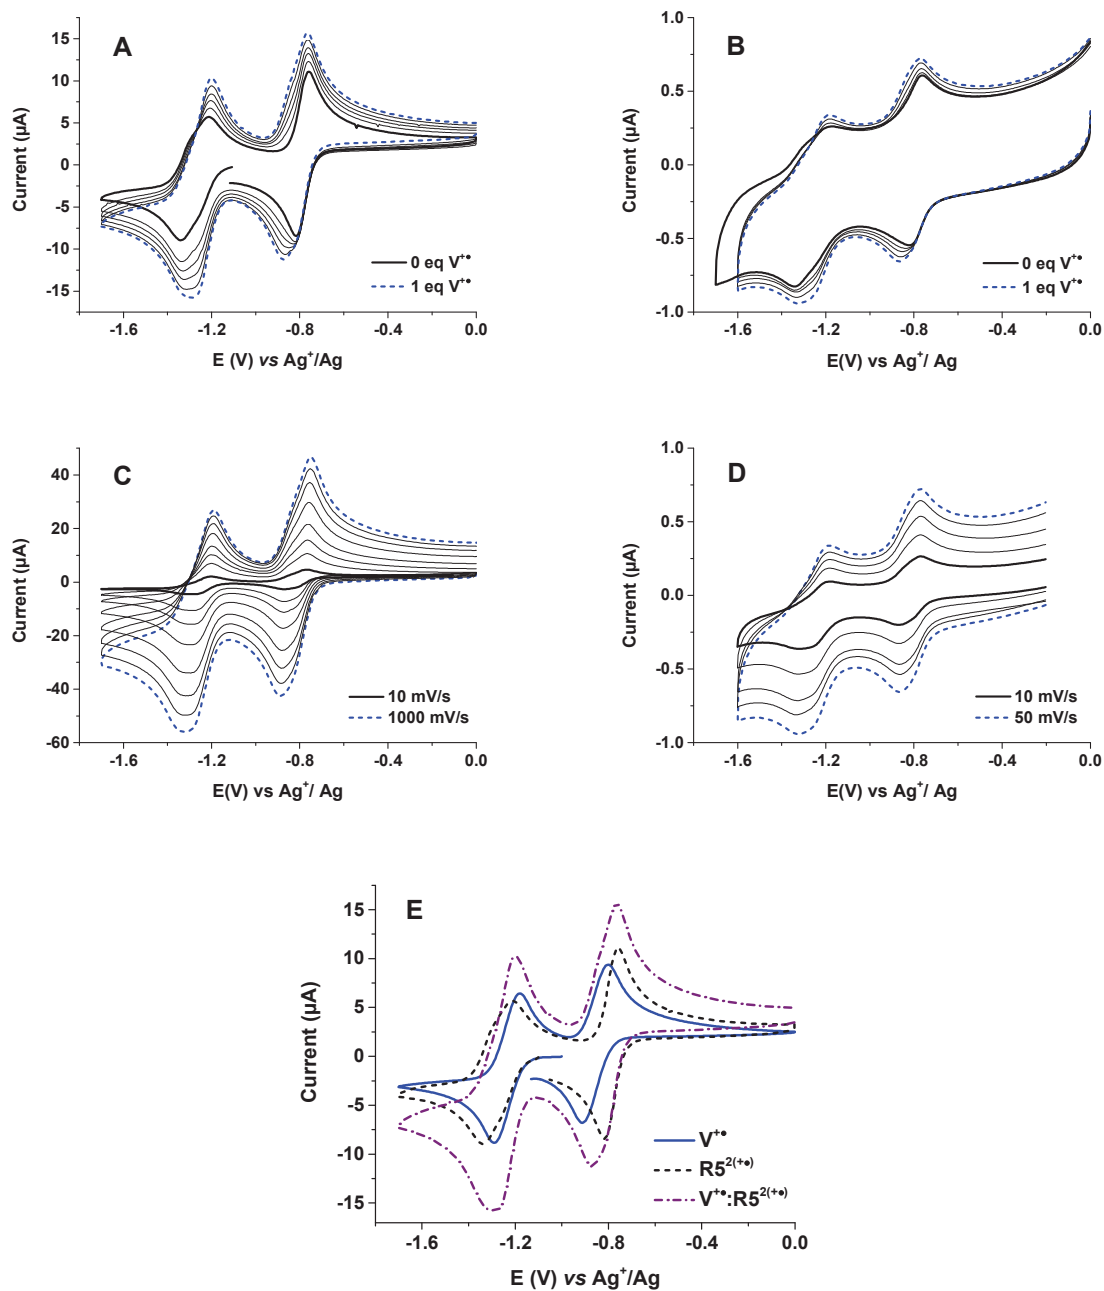 A
15
10
5
0
-5
-10
-15
Current (µA)
0 eq V⁺•
1 eq V⁺•
-1.6 -1.2 -0.8 -0.4 0.0
E (V) vs Ag⁺/Ag
B
1.0
0.5
0.0
-0.5
-1.0
Current (µA)
0 eq V⁺•
1 eq V⁺•
-1.6 -1.2 -0.8 -0.4 0.0
E(V) vs Ag⁺/ Ag
C
40
20
0
-20
-40
-60
Current (µA)
10 mV/s
1000 mV/s
-1.6 -1.2 -0.8 -0.4 0.0
E(V) vs Ag⁺/ Ag
D
1.0
0.5
0.0
-0.5
-1.0
Current (µA)
10 mV/s
50 mV/s
-1.6 -1.2 -0.8 -0.4 0.0
E(V) vs Ag⁺/ Ag
E
15
10
5
0
-5
-10
-15
Current (µA)
V⁺•
R5²⁽⁺•⁾
V⁺•:R5²⁽⁺•⁾
-1.6 -1.2 -0.8 -0.4 0.0
E (V) vs Ag⁺/Ag